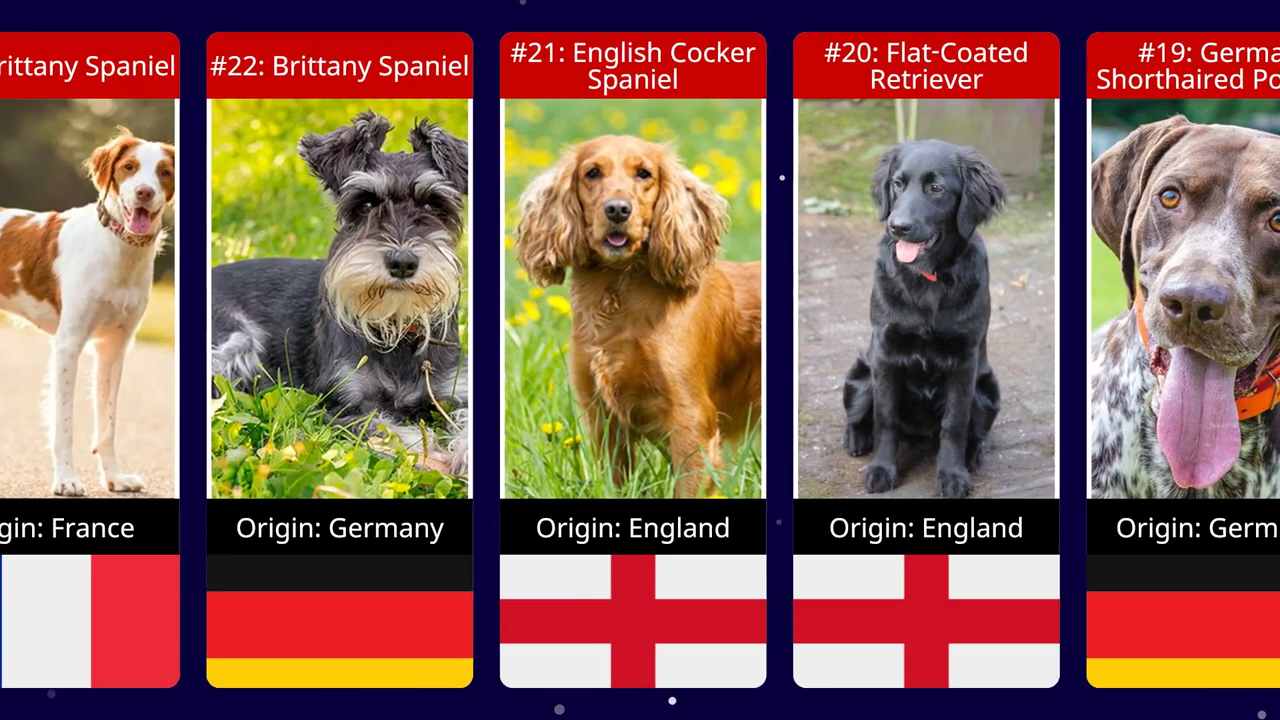 rittany Spaniel
#22: Brittany Spaniel
#21: English Cocker
Spaniel
#20: Flat-Coated
Retriever
#19: Germa
Shorthaired Po
gin: France
Origin: Germany
Origin: England
Origin: England
Origin: Germ